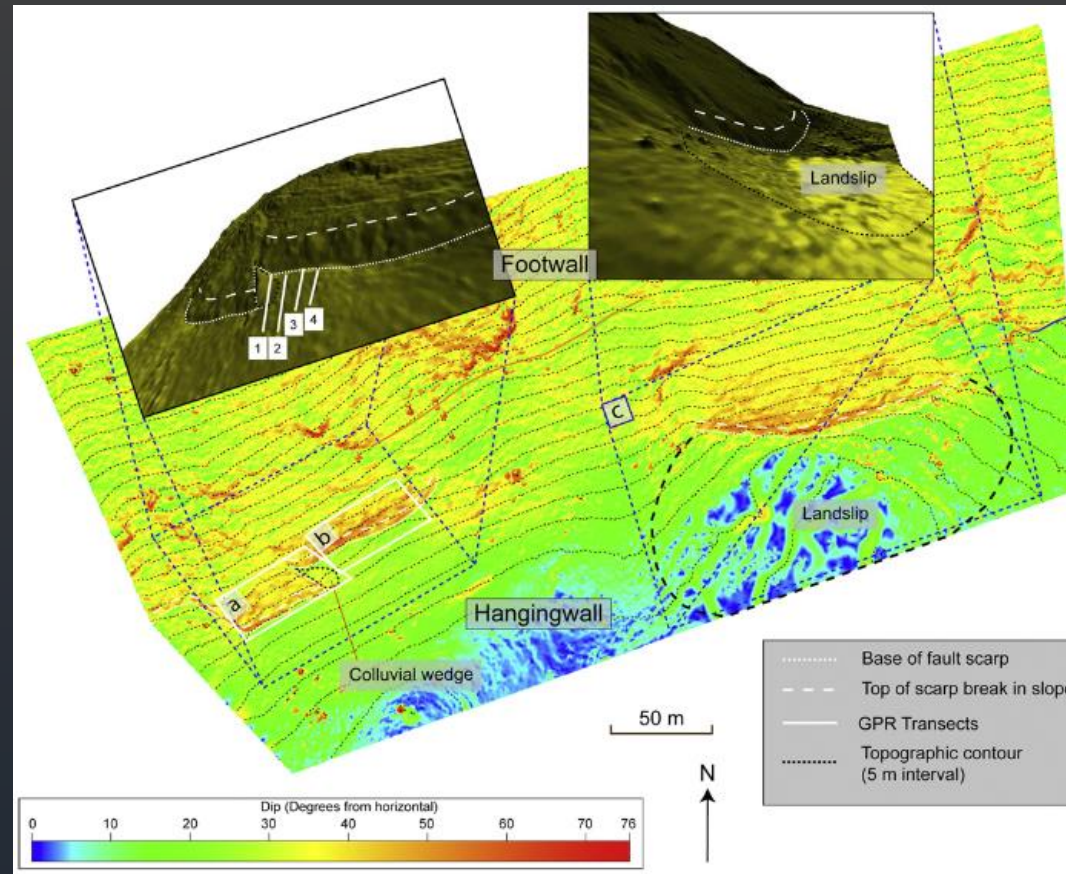 Landslip
Footwall
1
2
3
4
C
b
a
Landslip
Hangingwall
Colluvial wedge
50 m
N
Base of fault scarp
Top of scarp break in slope
GPR Transects
Topographic contour
(5 m interval)
Dip (Degrees from horizontal)
0 10 20 30 40 50 60 70 76